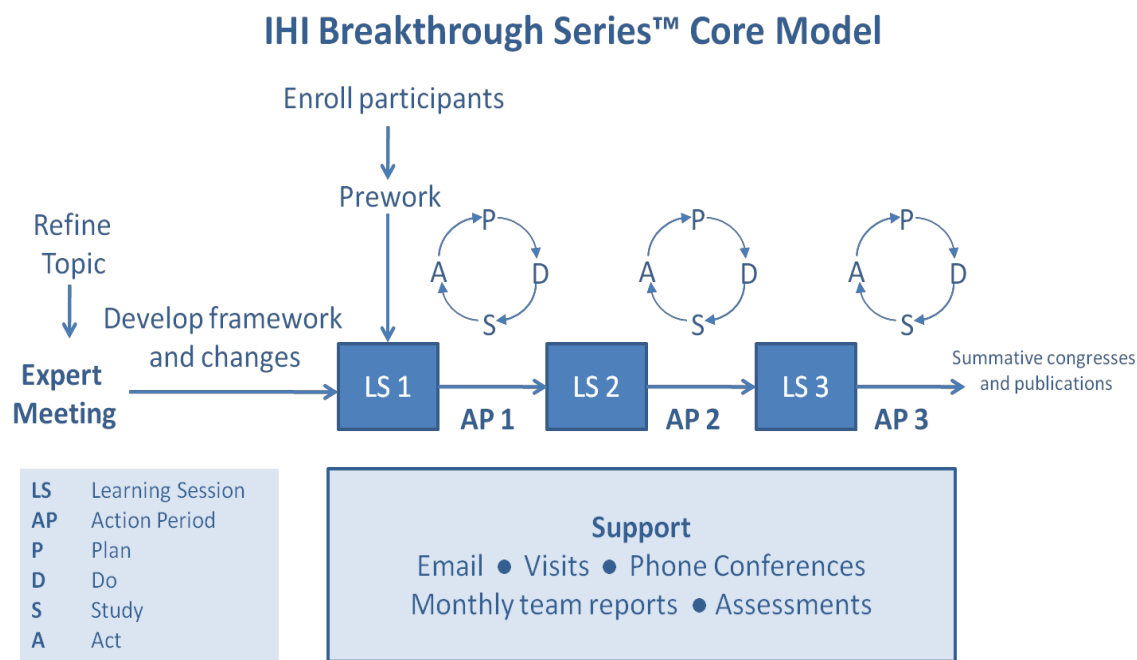 IHI Breakthrough Series™ Core Model
Enroll participants
Prework
Refine
Topic
Develop framework
and changes
Expert
Meeting
P
A
D
S
P
A
D
S
P
A
D
S
LS 1
LS 2
LS 3
AP 1
AP 2
AP 3
Summative congresses
and publications
LS Learning Session
AP Action Period
P Plan
D Do
S Study
A Act
Support
Email ● Visits ● Phone Conferences
Monthly team reports ● Assessments